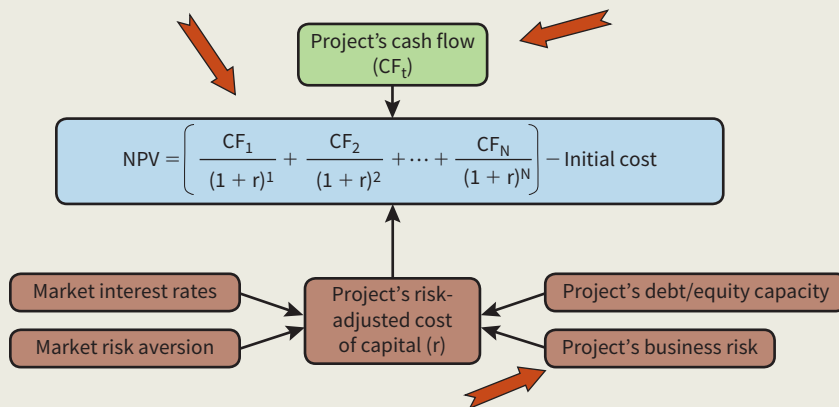 Project's cash flow
(CFₜ)
NPV = [ CF₁ / (1 + r)¹ + CF₂ / (1 + r)² + ⋯ + CF_N / (1 + r)ᴺ ] − Initial cost
Market interest rates
Market risk aversion
Project's risk-
adjusted cost
of capital (r)
Project's debt/equity capacity
Project's business risk